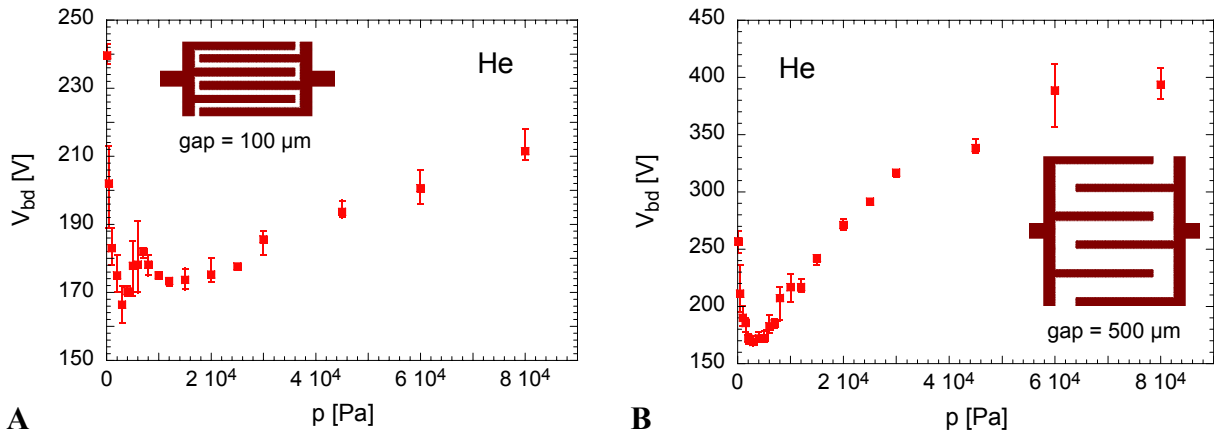 250
230
210
190
170
150
V_bd [V]
He
gap = 100 µm
0
2 10^4
4 10^4
6 10^4
8 10^4
p [Pa]
A
450
400
350
300
250
200
150
V_bd [V]
He
gap = 500 µm
0
2 10^4
4 10^4
6 10^4
8 10^4
p [Pa]
B